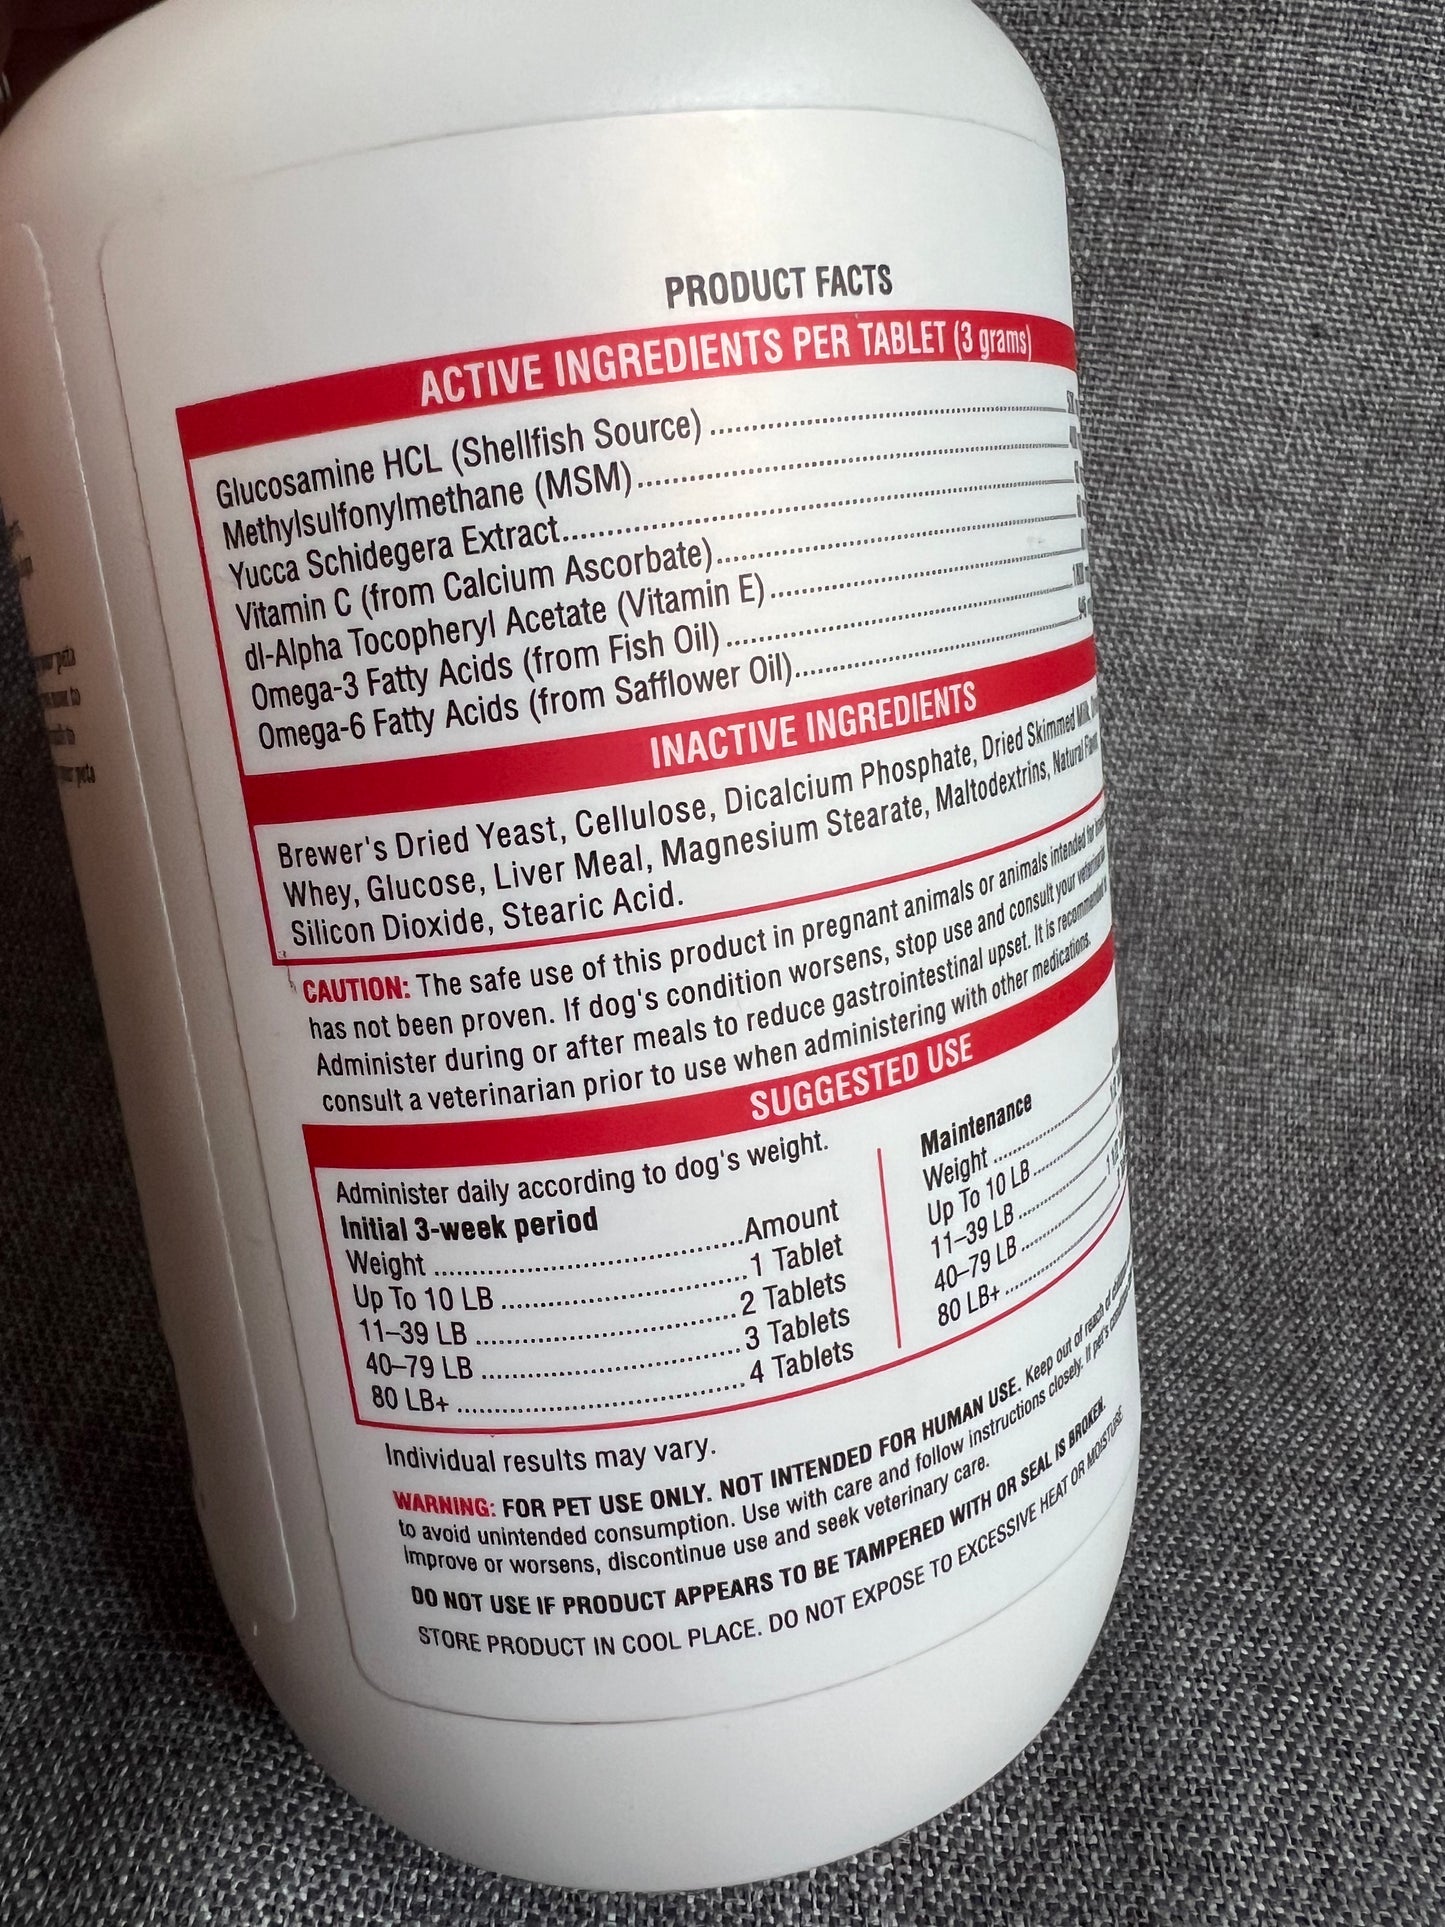 PRODUCT FACTS
ACTIVE INGREDIENTS PER TABLET (3 grams)
Glucosamine HCL (Shellfish Source)
Methylsulfonylmethane (MSM)
Yucca Schidegera Extract
Vitamin C (from Calcium Ascorbate)
dl-Alpha Tocopheryl Acetate (Vitamin E)
Omega-3 Fatty Acids (from Fish Oil)
Omega-6 Fatty Acids (from Safflower Oil)
INACTIVE INGREDIENTS
Brewer's Dried Yeast, Cellulose, Dicalcium Phosphate, Dried Skimmed Milk,
Whey, Glucose, Liver Meal, Magnesium Stearate, Maltodextrins, Natural
Silicon Dioxide, Stearic Acid.
CAUTION: The safe use of this product in pregnant animals or animals intended for
has not been proven. If dog's condition worsens, stop use and consult your
Administer during or after meals to reduce gastrointestinal upset. It is
consult a veterinarian prior to use when administering with other medications.
SUGGESTED USE
Administer daily according to dog's weight.
Initial 3-week period
Weight ........ Amount
Up To 10 LB ........ 1 Tablet
11–39 LB ........ 2 Tablets
40–79 LB ........ 3 Tablets
80 LB+ ........ 4 Tablets
Maintenance
Weight
Up To 10 LB
11–39 LB
40–79 LB
80 LB+
Individual results may vary.
WARNING: FOR PET USE ONLY. NOT INTENDED FOR HUMAN USE. Keep out of reach of
to avoid unintended consumption. Use with care and follow instructions closely. If pet's
improve or worsens, discontinue use and seek veterinary care.
DO NOT USE IF PRODUCT APPEARS TO BE TAMPERED WITH OR SEAL IS BROKEN.
STORE PRODUCT IN COOL PLACE. DO NOT EXPOSE TO EXCESSIVE HEAT OR MOISTURE